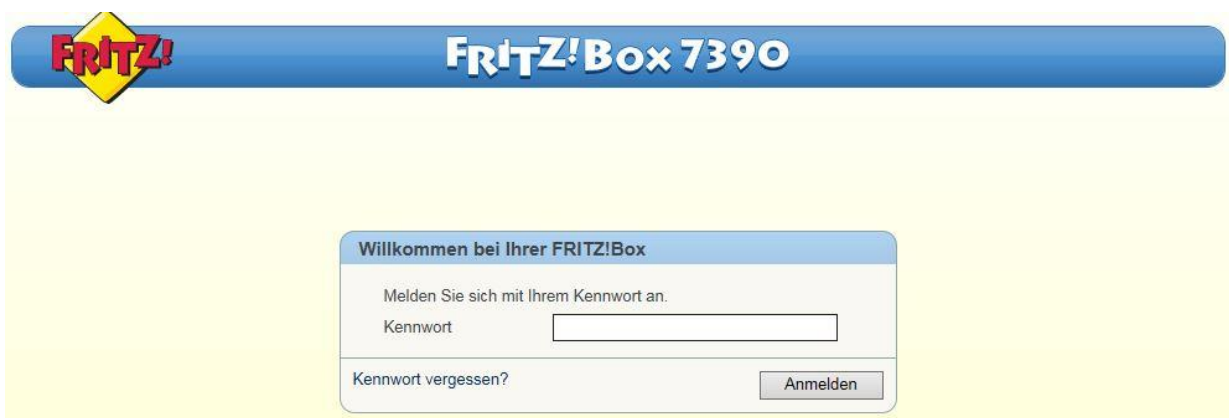 FRITZ!
FRITZ!Box 7390
Willkommen bei Ihrer FRITZ!Box
Melden Sie sich mit Ihrem Kennwort an.
Kennwort
Kennwort vergessen?
Anmelden